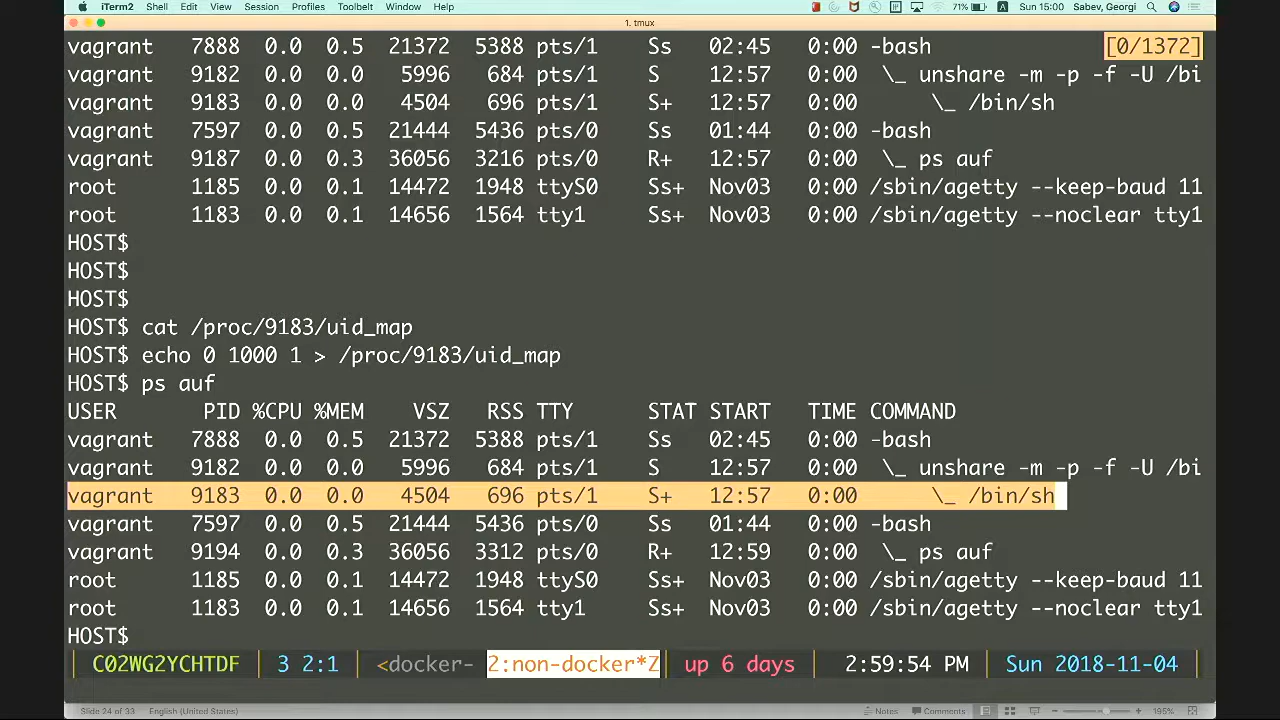 iTerm2 Shell Edit View Session Profiles Toolbelt Window Help 71% Sun 15:00 Sabev, Georgi
1. tmux
vagrant 7888 0.0 0.5 21372 5388 pts/1 Ss 02:45 0:00 -bash [0/1372]
vagrant 9182 0.0 0.0 5996 684 pts/1 S 12:57 0:00 \_ unshare -m -p -f -U /bi
vagrant 9183 0.0 0.0 4504 696 pts/1 S+ 12:57 0:00 \_ /bin/sh
vagrant 7597 0.0 0.5 21444 5436 pts/0 Ss 01:44 0:00 -bash
vagrant 9187 0.0 0.3 36056 3216 pts/0 R+ 12:57 0:00 \_ ps auf
root 1185 0.0 0.1 14472 1948 ttyS0 Ss+ Nov03 0:00 /sbin/agetty --keep-baud 11
root 1183 0.0 0.1 14656 1564 tty1 Ss+ Nov03 0:00 /sbin/agetty --noclear tty1
HOST$
HOST$
HOST$
HOST$ cat /proc/9183/uid_map
HOST$ echo 0 1000 1 > /proc/9183/uid_map
HOST$ ps auf
USER PID %CPU %MEM VSZ RSS TTY STAT START TIME COMMAND
vagrant 7888 0.0 0.5 21372 5388 pts/1 Ss 02:45 0:00 -bash
vagrant 9182 0.0 0.0 5996 684 pts/1 S 12:57 0:00 \_ unshare -m -p -f -U /bi
vagrant 9183 0.0 0.0 4504 696 pts/1 S+ 12:57 0:00 \_ /bin/sh
vagrant 7597 0.0 0.5 21444 5436 pts/0 Ss 01:44 0:00 -bash
vagrant 9194 0.0 0.3 36056 3312 pts/0 R+ 12:59 0:00 \_ ps auf
root 1185 0.0 0.1 14472 1948 ttyS0 Ss+ Nov03 0:00 /sbin/agetty --keep-baud 11
root 1183 0.0 0.1 14656 1564 tty1 Ss+ Nov03 0:00 /sbin/agetty --noclear tty1
HOST$
C02WG2YCHTDF 3 2:1 <docker- 2:non-docker*Z up 6 days 2:59:54 PM Sun 2018-11-04
Slide 24 of 33 English (United States) Notes Comments 195%